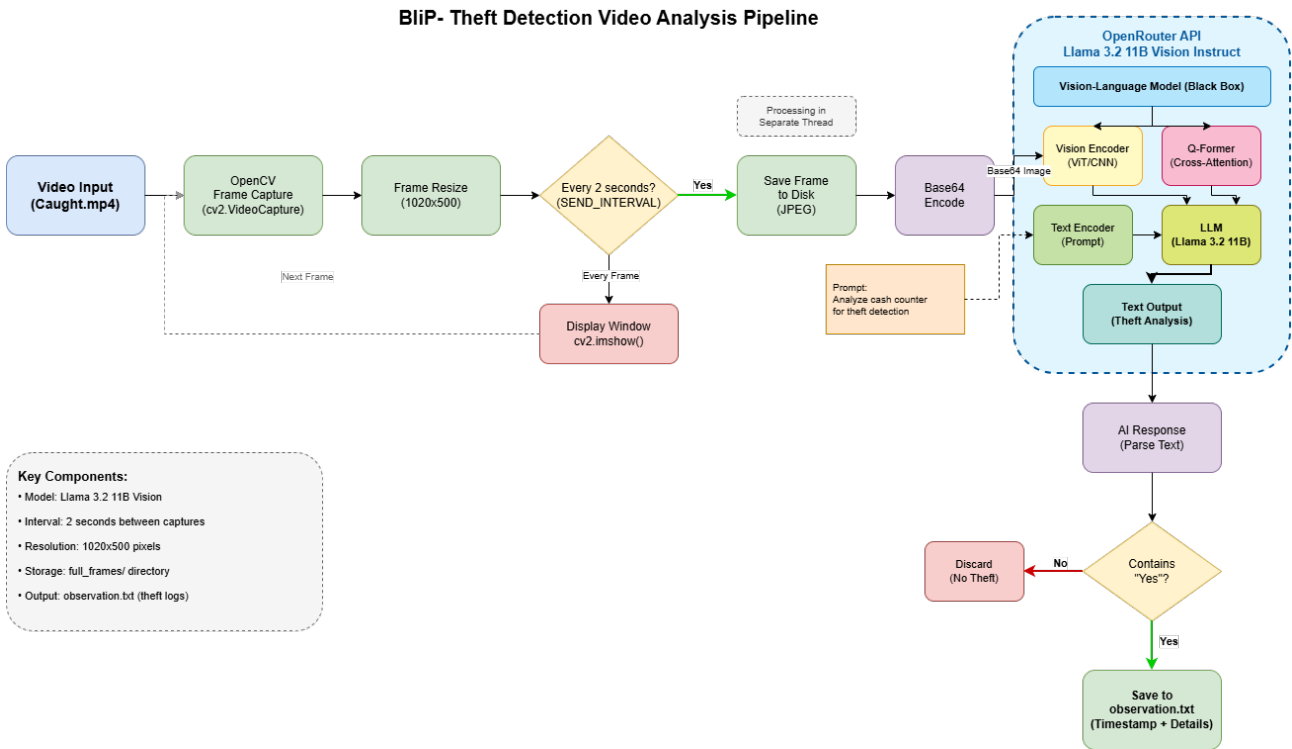 BliP- Theft Detection Video Analysis Pipeline
OpenRouter API
Llama 3.2 11B Vision Instruct
Vision-Language Model (Black Box)
Processing in
Separate Thread
Video Input
(Caught.mp4)
OpenCV
Frame Capture
(cv2.VideoCapture)
Frame Resize
(1020x500)
Every 2 seconds?
(SEND_INTERVAL)
Yes
Save Frame
to Disk
(JPEG)
Base64
Encode
Base64 Image
Vision Encoder
(ViT/CNN)
Q-Former
(Cross-Attention)
Text Encoder
(Prompt)
LLM
(Llama 3.2 11B)
Next Frame
Every Frame
Prompt:
Analyze cash counter
for theft detection
Display Window
cv2.imshow()
Text Output
(Theft Analysis)
AI Response
(Parse Text)
Key Components:
• Model: Llama 3.2 11B Vision
• Interval: 2 seconds between captures
• Resolution: 1020x500 pixels
• Storage: full_frames/ directory
• Output: observation.txt (theft logs)
Discard
(No Theft)
No
Contains
"Yes"?
Yes
Save to
observation.txt
(Timestamp + Details)